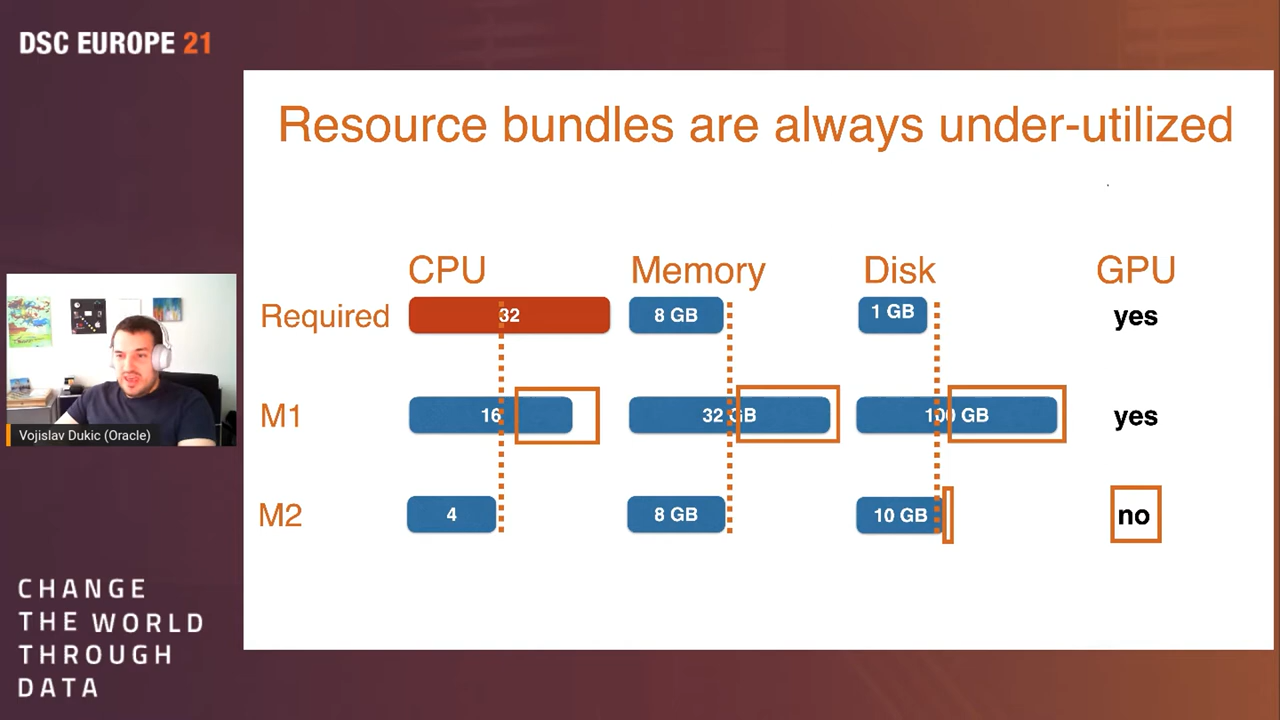 DSC EUROPE 21
Resource bundles are always under-utilized
CPU Memory Disk GPU
Required 32 8 GB 1 GB yes
M1 16 32 GB 100 GB yes
M2 4 8 GB 10 GB no
Vojislav Dukic (Oracle)
CHANGE
THE WORLD
THROUGH
DATA